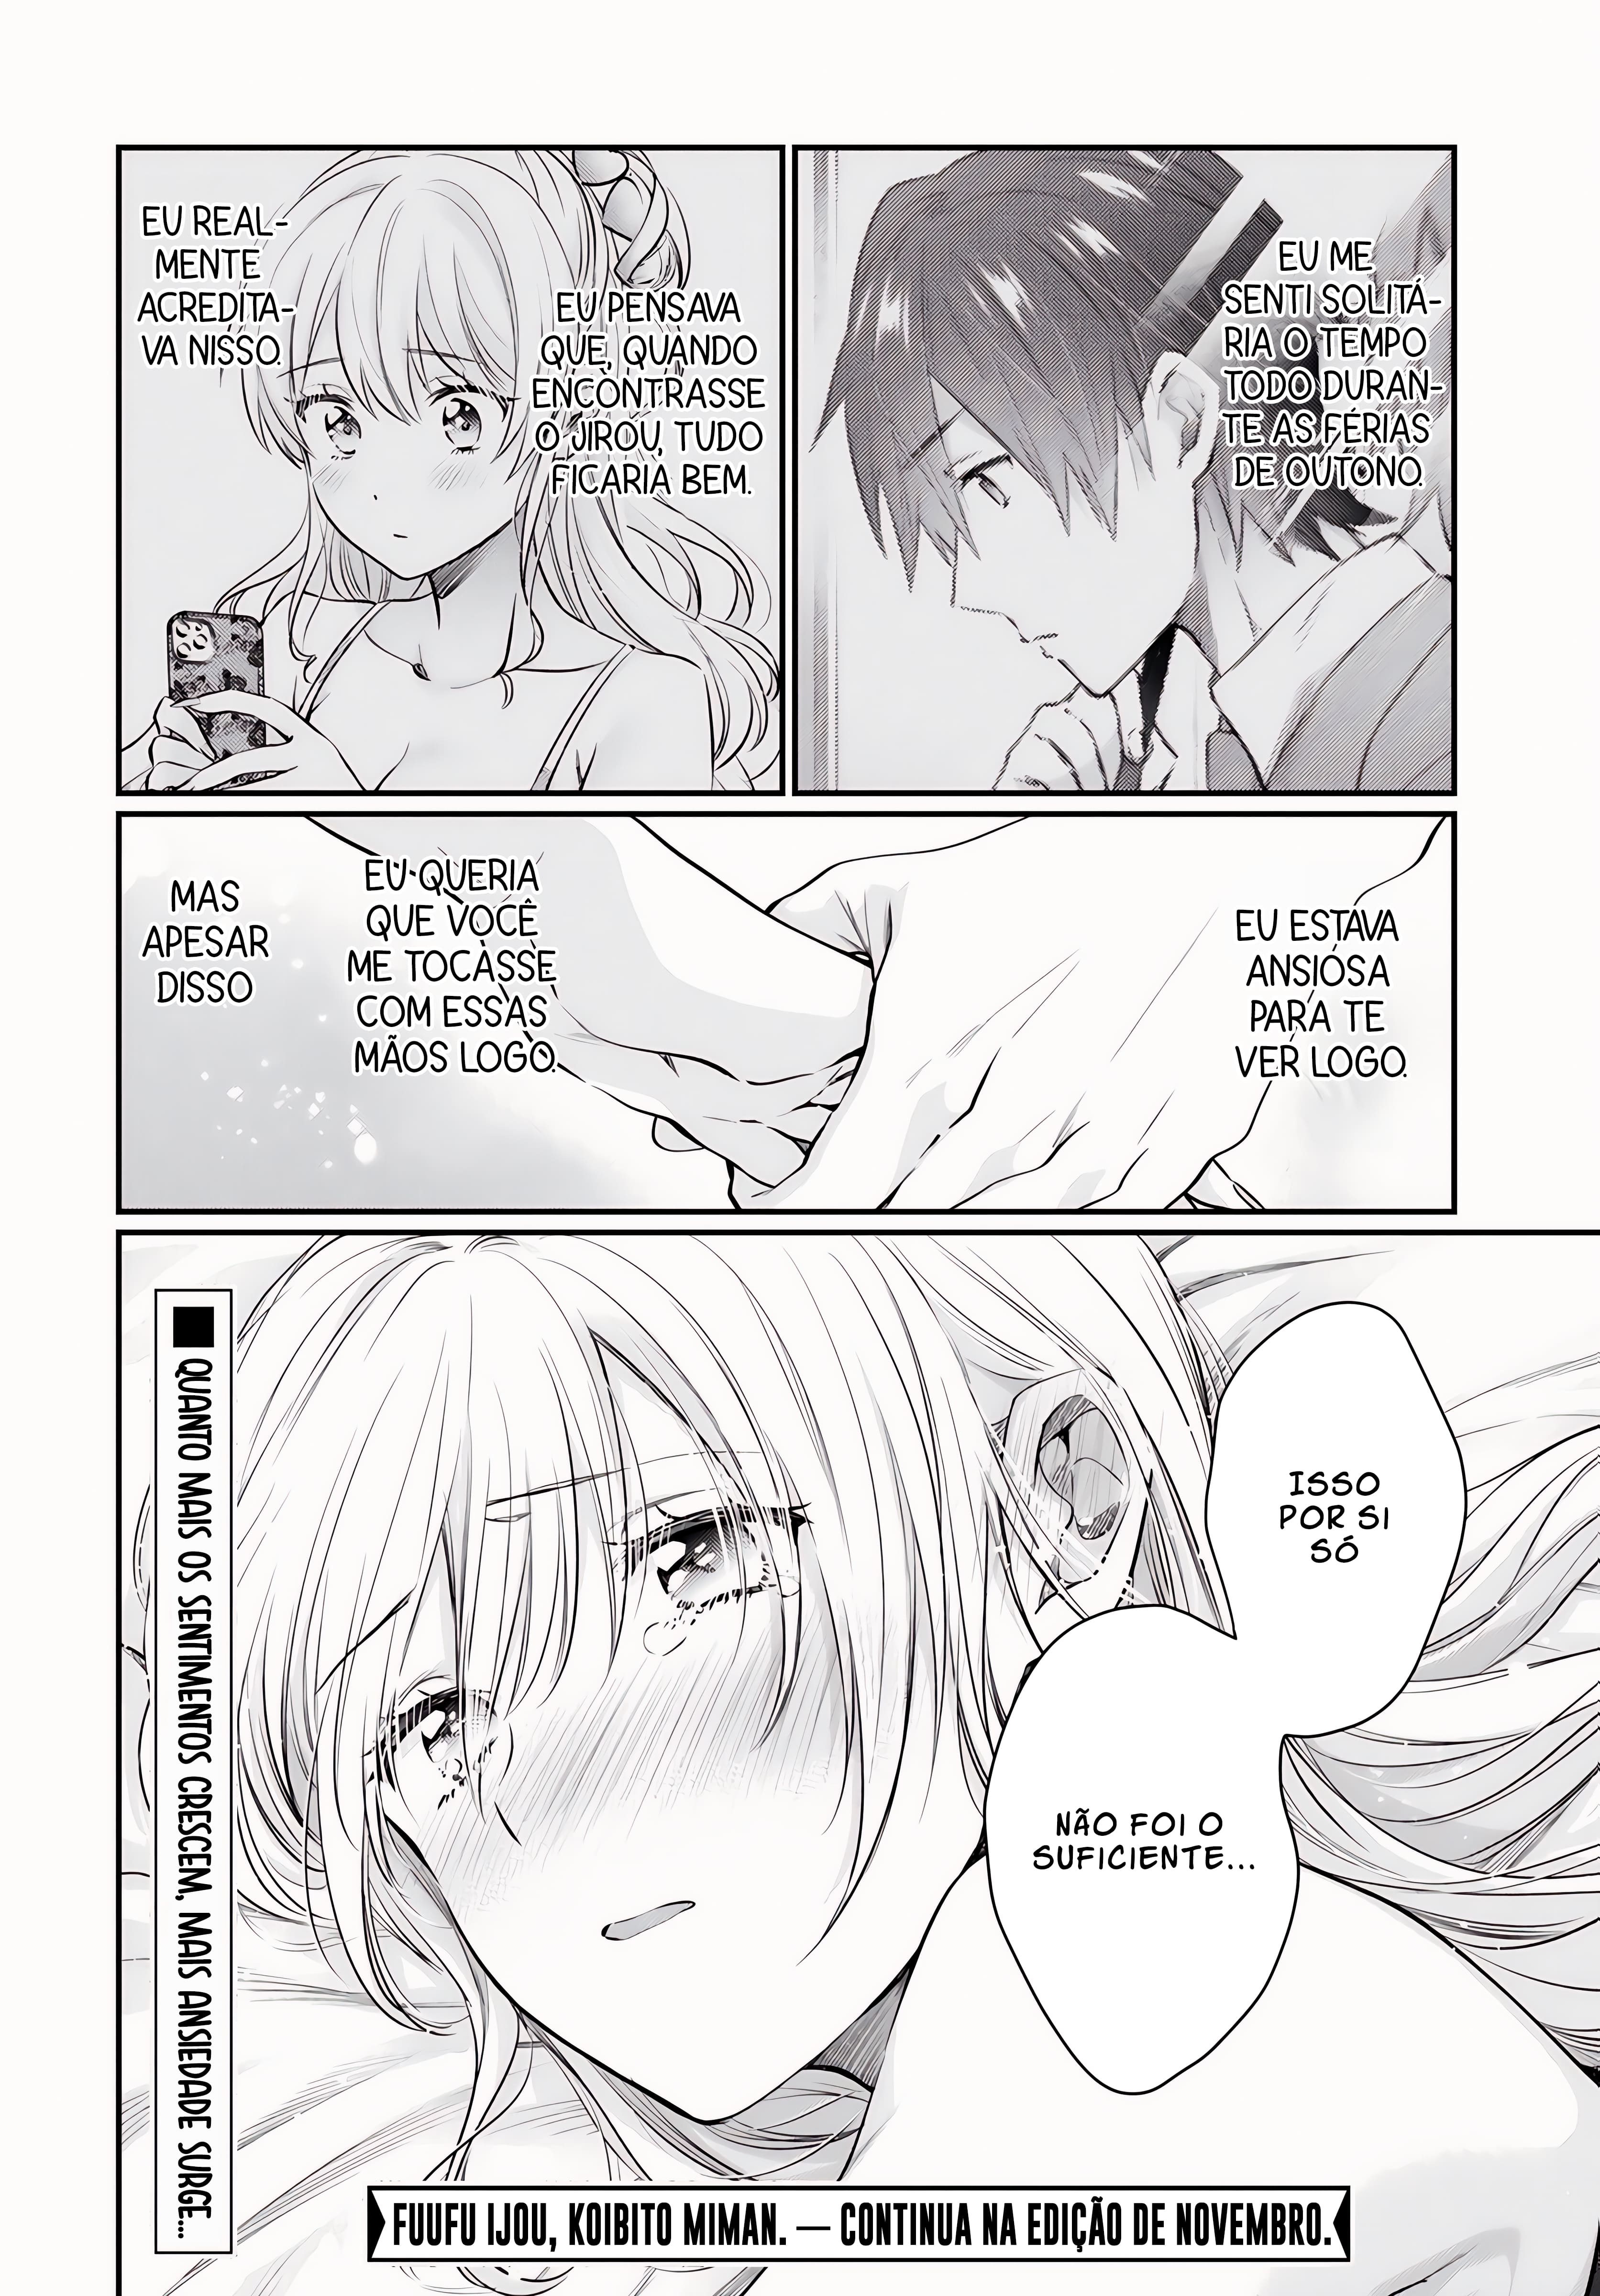 EU ME
SENTI SOLITÁ-
RIA O TEMPO
TODO DURAN-
TE AS FÉRIAS
DE OUTONO.
EU PENSAVA
QUE, QUANDO
ENCONTRASSE
O JIROU, TUDO
FICARIA BEM.
EU REAL-
MENTE
ACREDITA-
VA NISSO.
EU ESTAVA
ANSIOSA
PARA TE
VER LOGO.
EU QUERIA
QUE VOCÊ
ME TOCASSE
COM ESSAS
MÃOS LOGO.
MAS
APESAR
DISSO
ISSO
POR SI
SÓ
NÃO FOI O
SUFICIENTE...
■QUANTO MAIS OS SENTIMENTOS CRESCEM, MAIS ANSIEDADE SURGE...
FUUFU IJOU, KOIBITO MIMAN. — CONTINUA NA EDIÇÃO DE NOVEMBRO.